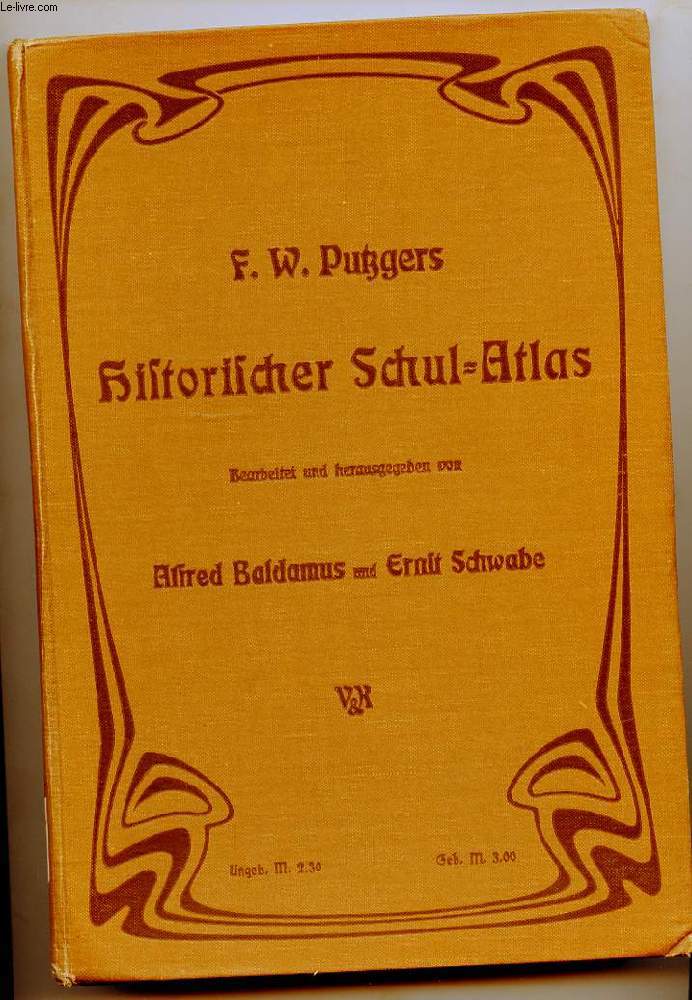 Le-livre.com
F. W. Putzgers
Hiſtoriſcher Schul=Atlas
Bearbeitet und herausgegeben von
Alfred Baldamus und Ernſt Schwabe
V&K
Ungeb. M. 2.30 Geb. M. 3.00